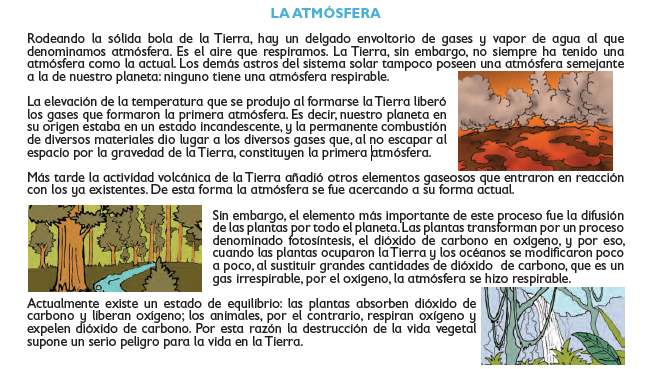 LA ATMÓSFERA
Rodeando la sólida bola de la Tierra, hay un delgado envoltorio de gases y vapor de agua al que
denominamos atmósfera. Es el aire que respiramos. La Tierra, sin embargo, no siempre ha tenido una
atmósfera como la actual. Los demás astros del sistema solar tampoco poseen una atmósfera semejante
a la de nuestro planeta: ninguno tiene una atmósfera respirable.
La elevación de la temperatura que se produjo al formarse la Tierra liberó
los gases que formaron la primera atmósfera. Es decir, nuestro planeta en
su origen estaba en un estado incandescente, y la permanente combustión
de diversos materiales dio lugar a los diversos gases que, al no escapar al
espacio por la gravedad de la Tierra, constituyen la primera atmósfera.
Más tarde la actividad volcánica de la Tierra añadió otros elementos gaseosos que entraron en reacción
con los ya existentes. De esta forma la atmósfera se fue acercando a su forma actual.
Sin embargo, el elemento más importante de este proceso fue la difusión
de las plantas por todo el planeta. Las plantas transforman por un proceso
denominado fotosíntesis, el dióxido de carbono en oxígeno, y por eso,
cuando las plantas ocuparon la Tierra y los océanos se modificaron poco
a poco, al sustituir grandes cantidades de dióxido de carbono, que es un
gas irrespirable, por el oxígeno, la atmósfera se hizo respirable.
Actualmente existe un estado de equilibrio: las plantas absorben dióxido de
carbono y liberan oxígeno; los animales, por el contrario, respiran oxígeno y
expelen dióxido de carbono. Por esta razón la destrucción de la vida vegetal
supone un serio peligro para la vida en la Tierra.